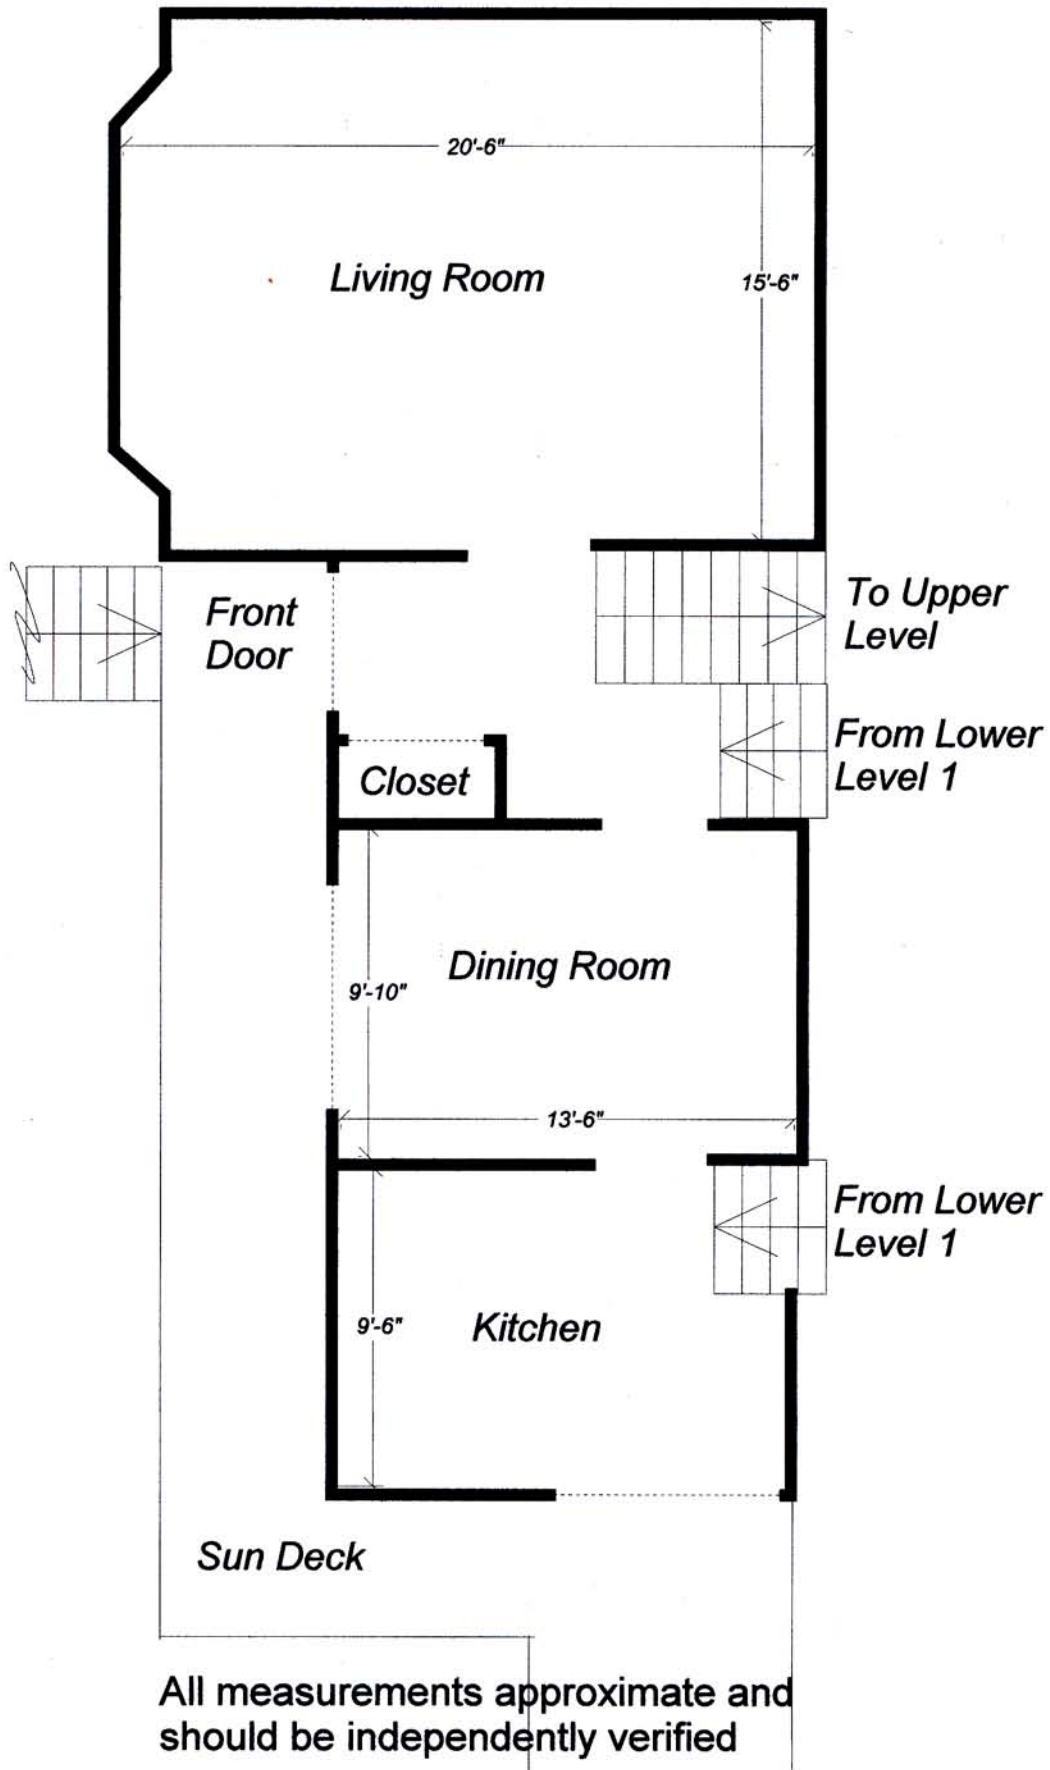 20'-6"
Living Room
15'-6"
Front
Door
To Upper
Level
From Lower
Level 1
Closet
Dining Room
9'-10"
13'-6"
From Lower
Level 1
9'-6"
Kitchen
Sun Deck
All measurements approximate and
should be independently verified